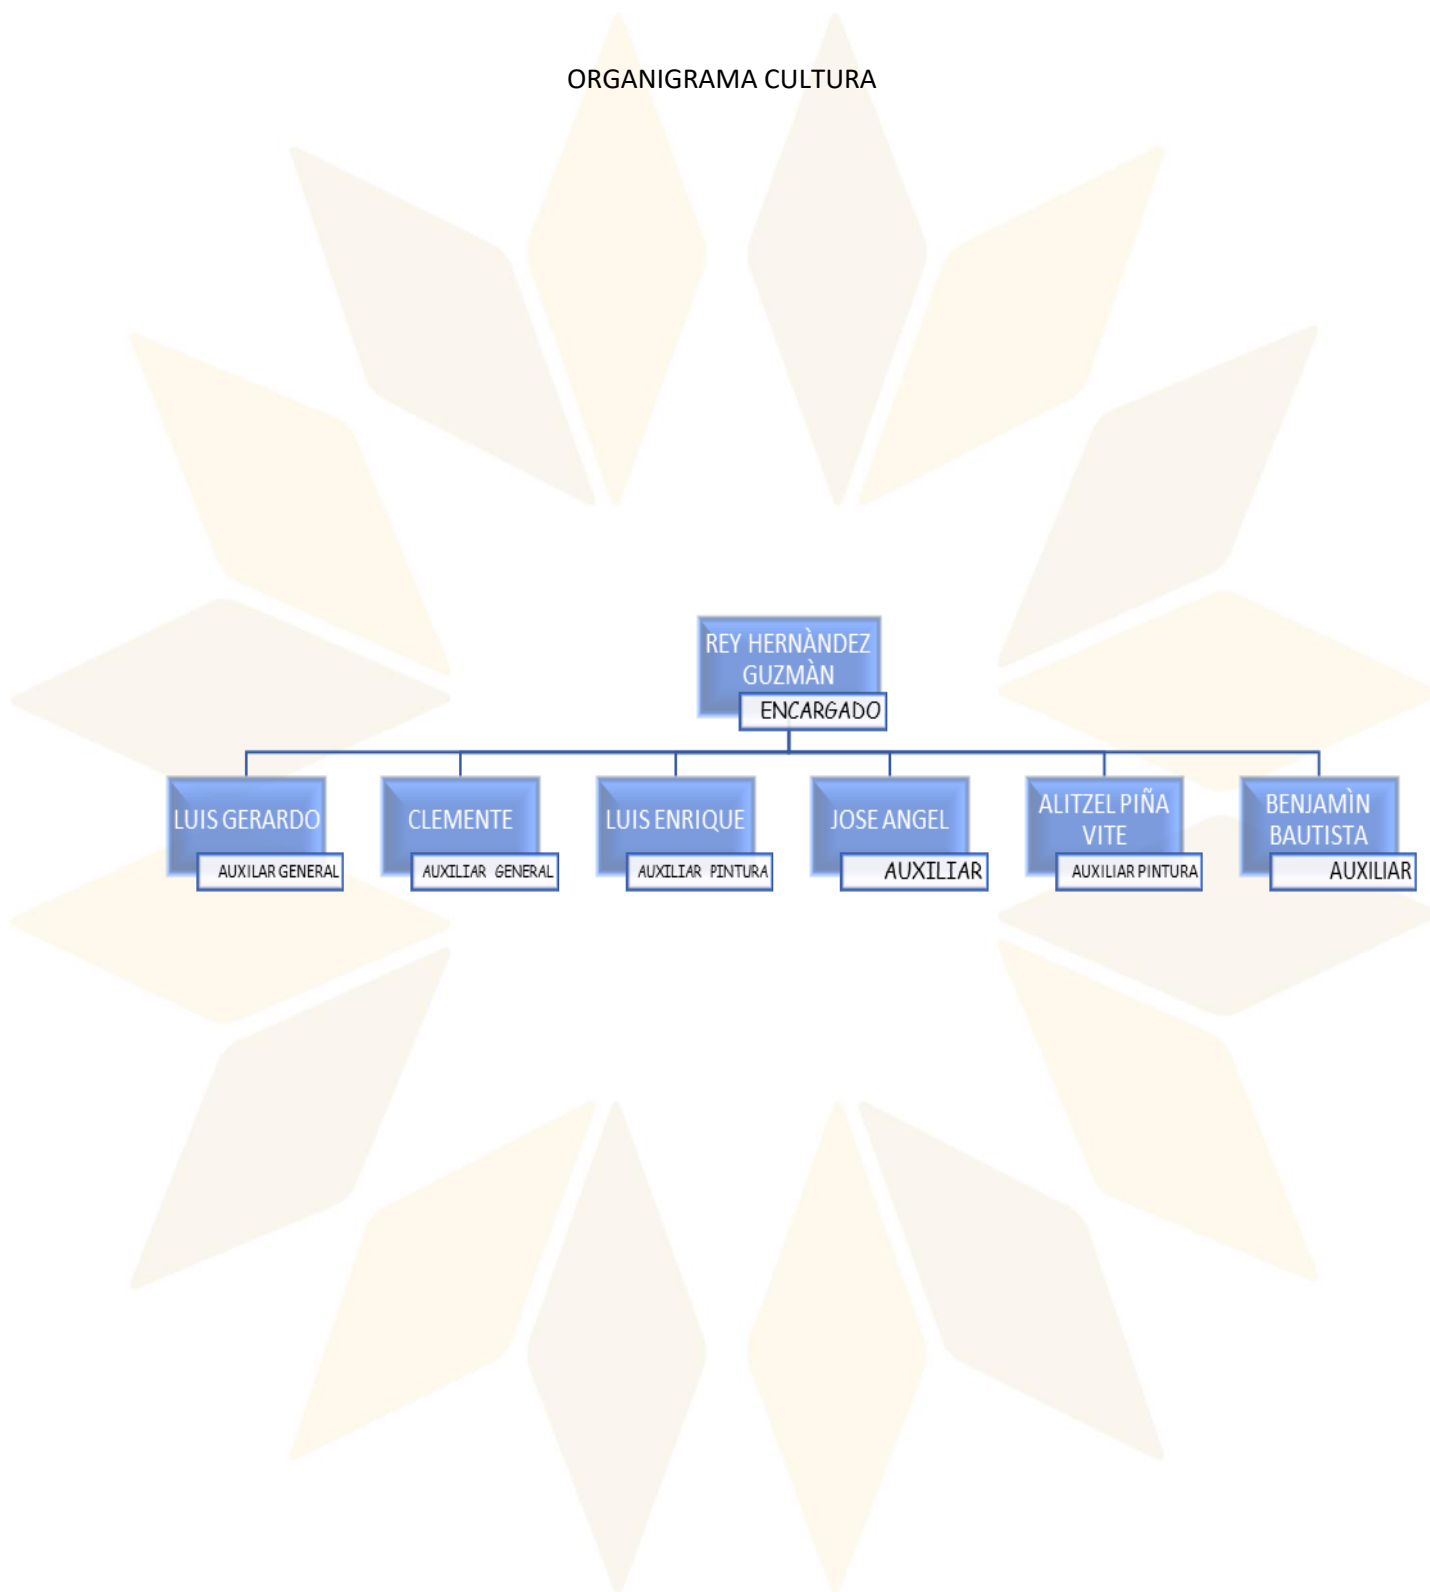 ORGANIGRAMA CULTURA
REY HERNÀNDEZ
GUZMÀN
ENCARGADO
LUIS GERARDO
AUXILAR GENERAL
CLEMENTE
AUXILIAR GENERAL
LUIS ENRIQUE
AUXILIAR PINTURA
JOSE ANGEL
AUXILIAR
ALITZEL PIÑA
VITE
AUXILIAR PINTURA
BENJAMÌN
BAUTISTA
AUXILIAR